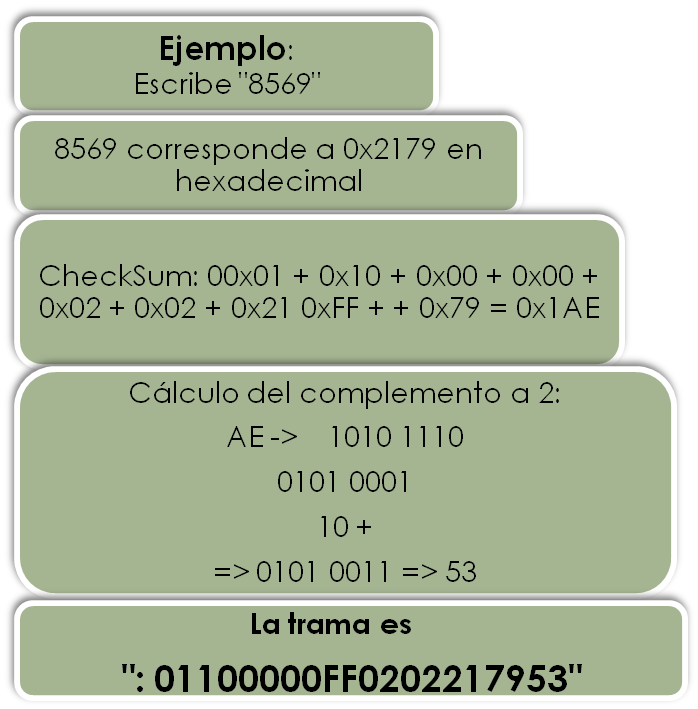 Ejemplo:
Escribe "8569"
8569 corresponde a 0x2179 en
hexadecimal
CheckSum: 00x01 + 0x10 + 0x00 + 0x00 +
0x02 + 0x02 + 0x21 0xFF + + 0x79 = 0x1AE
Cálculo del complemento a 2:
AE -> 1010 1110
0101 0001
10 +
=> 0101 0011 => 53
La trama es
": 01100000FF0202217953"